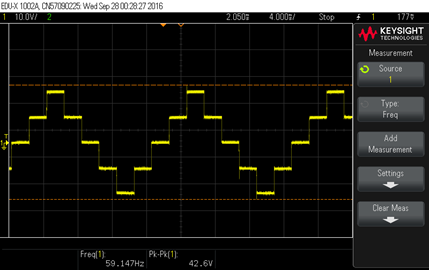 EDU-X 1002A, CN57090225: Wed Sep 28 00:28:27 2016
1 10.0V/ 2 2.050s 4.000s/ Stop 1 177V
KEYSIGHT
TECHNOLOGIES
Measurement
Source
1
Type:
Freq
Add
Measurement
Settings
Clear Meas
T
1
Freq(1):
59.147Hz
Pk-Pk(1):
42.6V